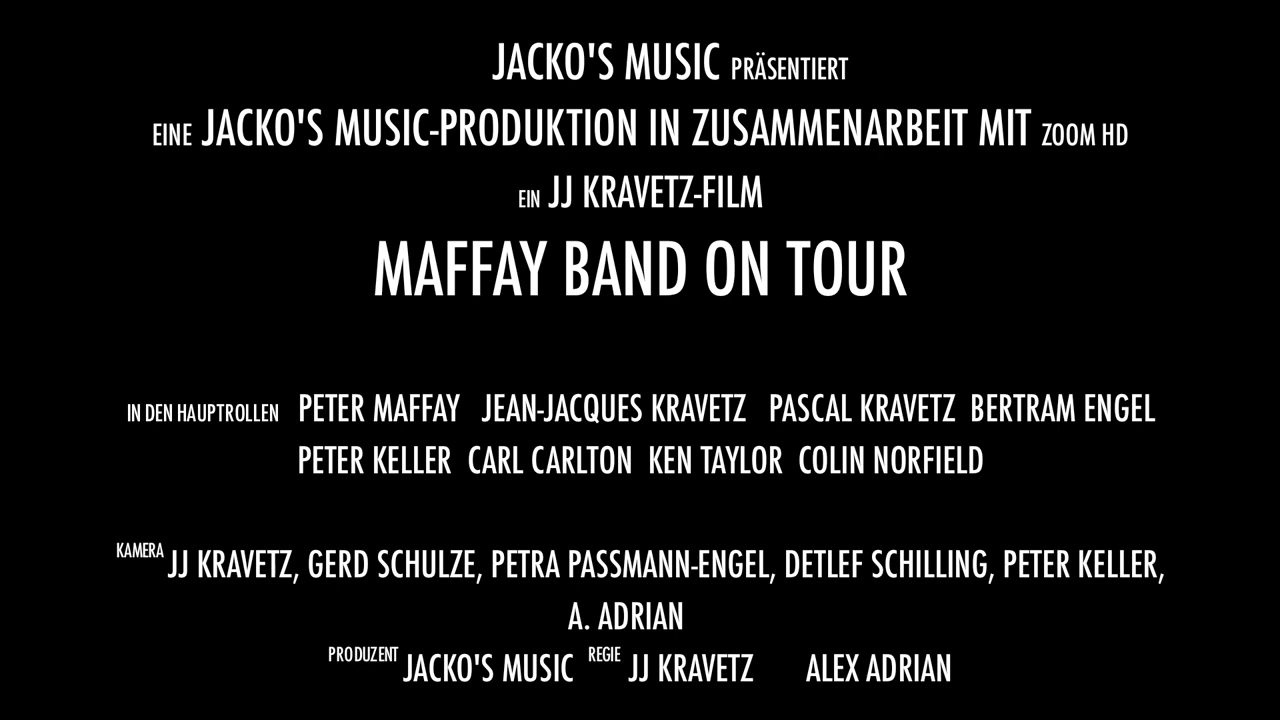 JACKO'S MUSIC PRÄSENTIERT
EINE JACKO'S MUSIC-PRODUKTION IN ZUSAMMENARBEIT MIT ZOOM HD
EIN JJ KRAVETZ-FILM
MAFFAY BAND ON TOUR
IN DEN HAUPTROLLEN PETER MAFFAY JEAN-JACQUES KRAVETZ PASCAL KRAVETZ BERTRAM ENGEL
PETER KELLER CARL CARLTON KEN TAYLOR COLIN NORFIELD
KAMERA JJ KRAVETZ, GERD SCHULZE, PETRA PASSMANN-ENGEL, DETLEF SCHILLING, PETER KELLER,
A. ADRIAN
PRODUZENT JACKO'S MUSIC REGIE JJ KRAVETZ ALEX ADRIAN